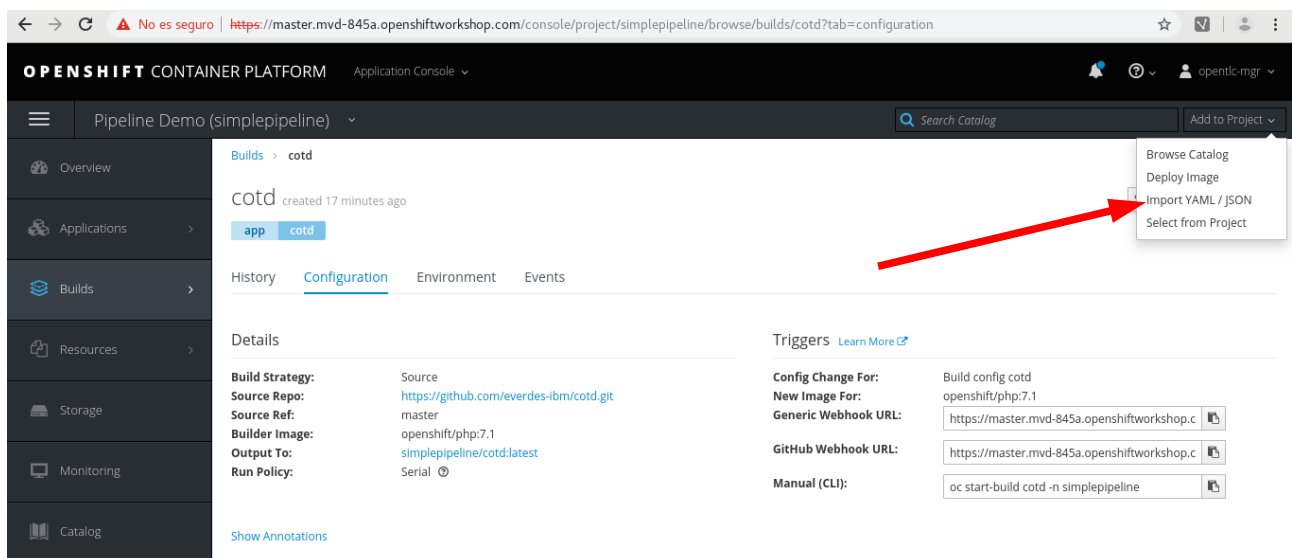 No es seguro | https://master.mvd-845a.openshiftworkshop.com/console/project/simplepipeline/browse/builds/cotd?tab=configuration
OPENSHIFT CONTAINER PLATFORM Application Console opentlc-mgr
Pipeline Demo (simplepipeline) Search Catalog Add to Project
Browse Catalog
Deploy Image
Import YAML / JSON
Select from Project
Overview
Applications
Builds
Resources
Storage
Monitoring
Catalog
Builds > cotd
cotd created 17 minutes ago
app cotd
History Configuration Environment Events
Details
Build Strategy: Source
Source Repo: https://github.com/everdes-ibm/cotd.git
Source Ref: master
Builder Image: openshift/php:7.1
Output To: simplepipeline/cotd:latest
Run Policy: Serial
Show Annotations
Triggers Learn More
Config Change For: Build config cotd
New Image For: openshift/php:7.1
Generic Webhook URL: https://master.mvd-845a.openshiftworkshop.c
GitHub Webhook URL: https://master.mvd-845a.openshiftworkshop.c
Manual (CLI): oc start-build cotd -n simplepipeline